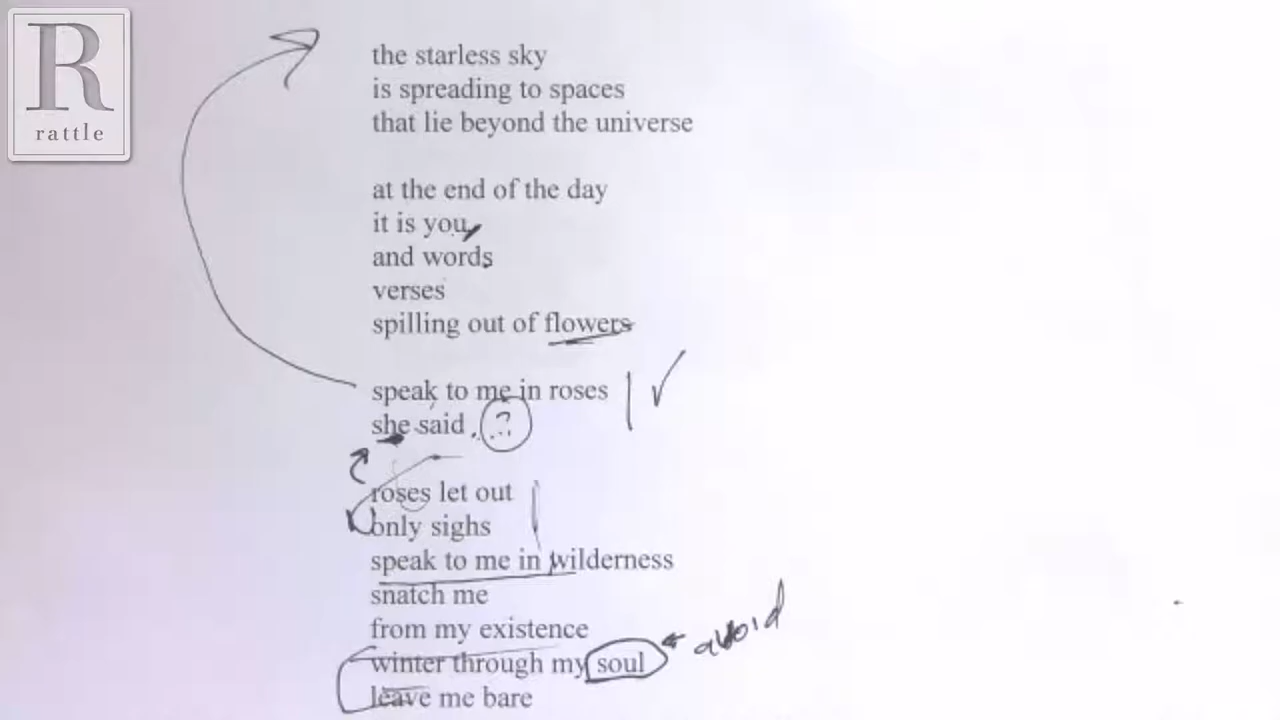 R
rattle
the starless sky
is spreading to spaces
that lie beyond the universe
at the end of the day
it is you,
and words
verses
spilling out of flowers
speak to me in roses
she said . . . ?
roses let out
only sighs
speak to me in wilderness
snatch me
from my existence
avoid
winter through my soul
leave me bare